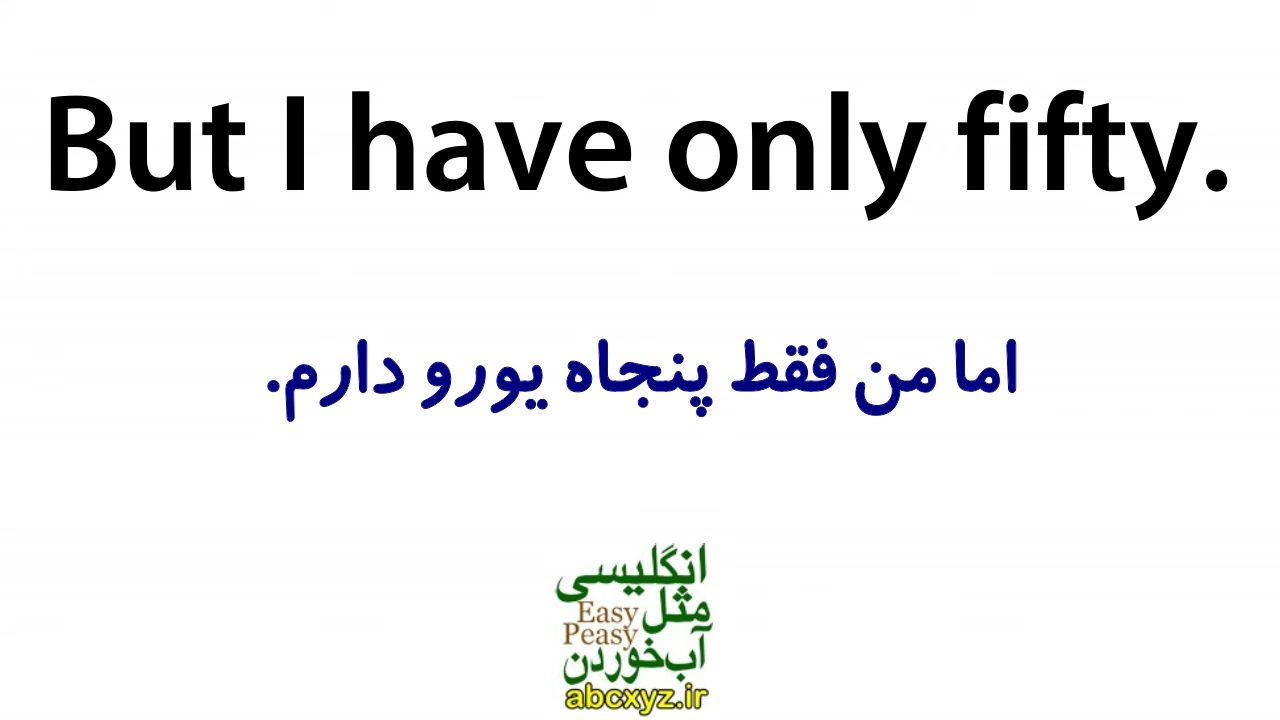 But I have only fifty.
اما من فقط پنجاه یورو دارم.
انگلیسی
مثل
Easy
Peasy
آب‌خوردن
abcxyz.ir